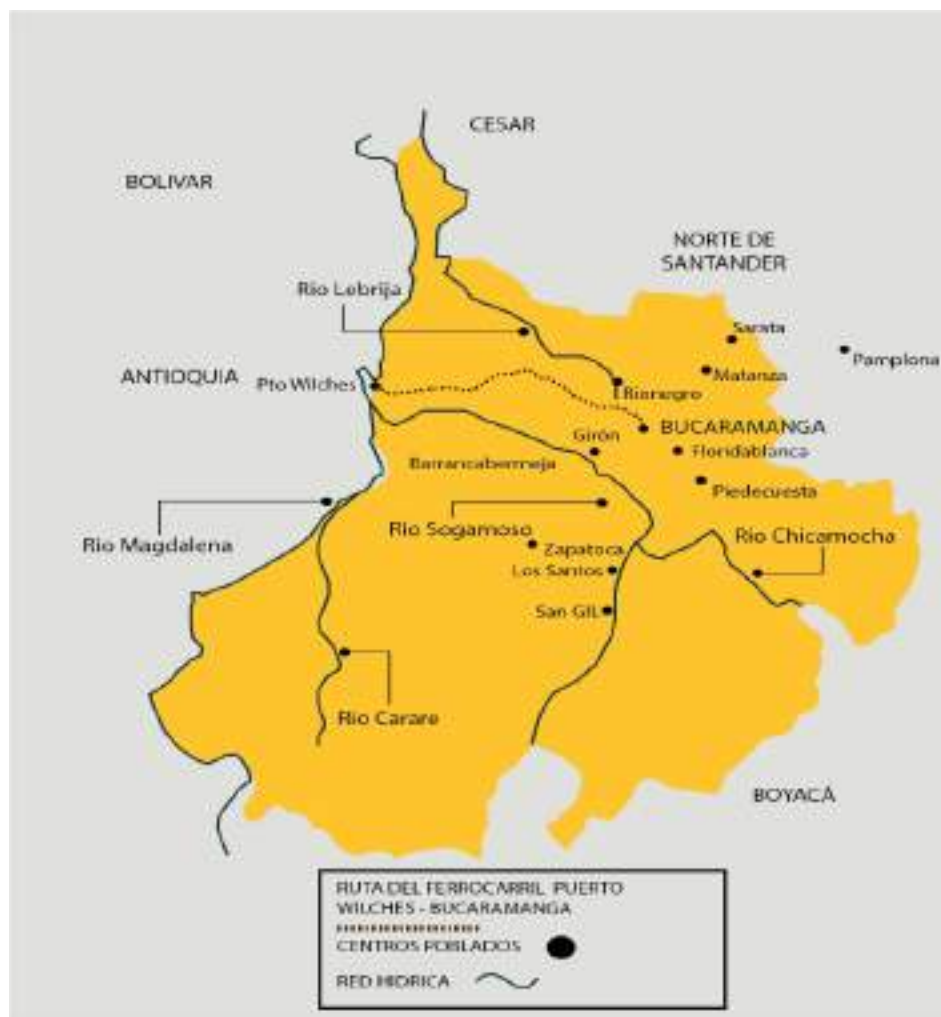 CESAR
BOLIVAR
NORTE DE
SANTANDER
Rio Lebrija
Sarata
Pamplona
ANTIOQUIA
Pto Wilches
Matanza
Rionegro
BUCARAMANGA
Girón
Floridablanca
Barrancabermeja
Piedecuesta
Rio Sogamoso
Rio Chicamocha
Rio Magdalena
Zapatoca
Los Santos
San GIL
Rio Carare
BOYACÁ
RUTA DEL FERROCARRIL PUERTO
WILCHES - BUCARAMANGA
CENTROS POBLADOS
RED HIDRICA